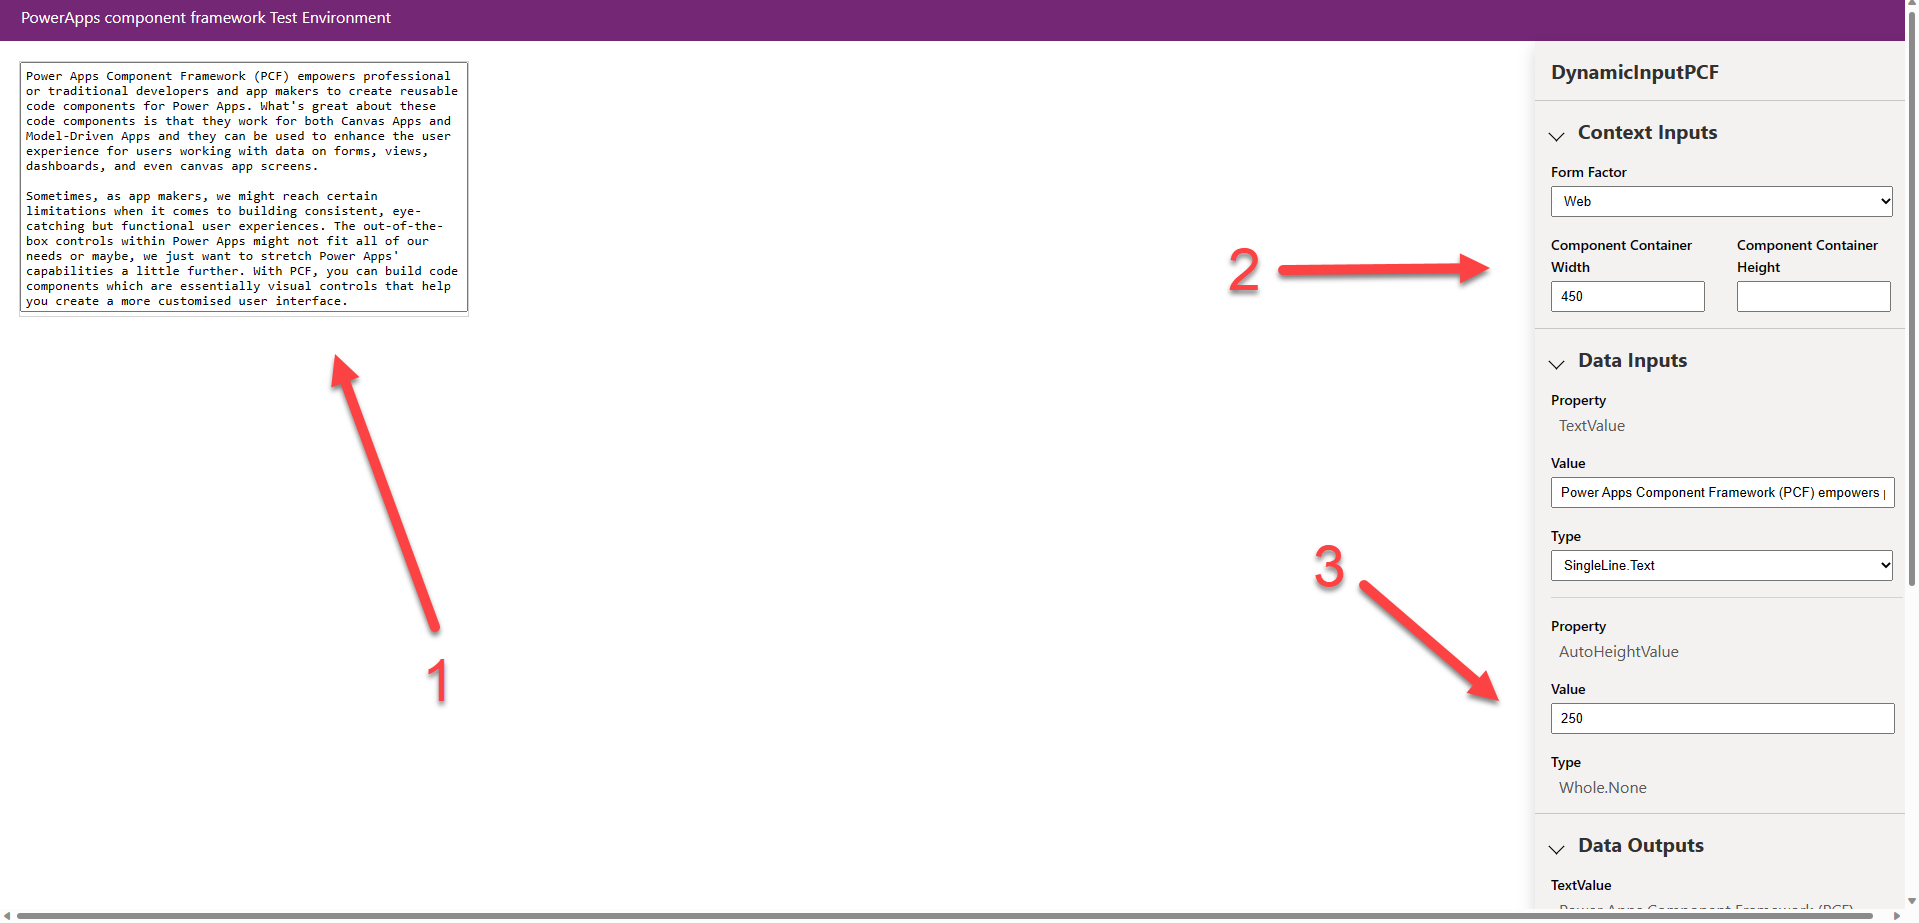 PowerApps component framework Test Environment
Power Apps Component Framework (PCF) empowers professional
or traditional developers and app makers to create reusable
code components for Power Apps. What's great about these
code components is that they work for both Canvas Apps and
Model-Driven Apps and they can be used to enhance the user
experience for users working with data on forms, views,
dashboards, and even canvas app screens.
Sometimes, as app makers, we might reach certain
limitations when it comes to building consistent, eye-
catching but functional user experiences. The out-of-the-
box controls within Power Apps might not fit all of our
needs or maybe, we just want to stretch Power Apps'
capabilities a little further. With PCF, you can build code
components which are essentially visual controls that help
you create a more customised user interface.
1
2
3
DynamicInputPCF
Context Inputs
Form Factor
Web
Component Container Width
Component Container Height
450
Data Inputs
Property
TextValue
Value
Power Apps Component Framework (PCF) empowers
Type
SingleLine.Text
Property
AutoHeightValue
Value
250
Type
Whole.None
Data Outputs
TextValue
Power Apps Component Framework (PCF)